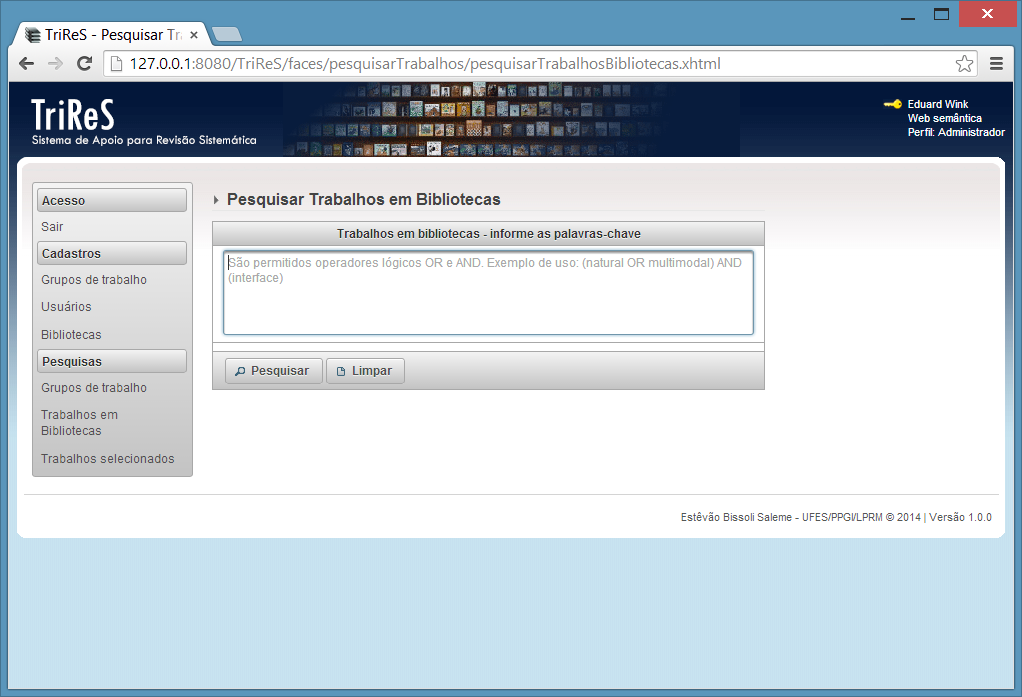 TriReS - Pesquisar Tra
127.0.0.1:8080/TriReS/faces/pesquisarTrabalhos/pesquisarTrabalhosBibliotecas.xhtml
TriReS
Sistema de Apoio para Revisão Sistemática
Eduard Wink
Web semântica
Perfil: Administrador
Acesso
Sair
Cadastros
Grupos de trabalho
Usuários
Bibliotecas
Pesquisas
Grupos de trabalho
Trabalhos em
Bibliotecas
Trabalhos selecionados
Pesquisar Trabalhos em Bibliotecas
Trabalhos em bibliotecas - informe as palavras-chave
São permitidos operadores lógicos OR e AND. Exemplo de uso: (natural OR multimodal) AND
(interface)
Pesquisar Limpar
Estêvão Bissoli Saleme - UFES/PPGI/LPRM © 2014 | Versão 1.0.0